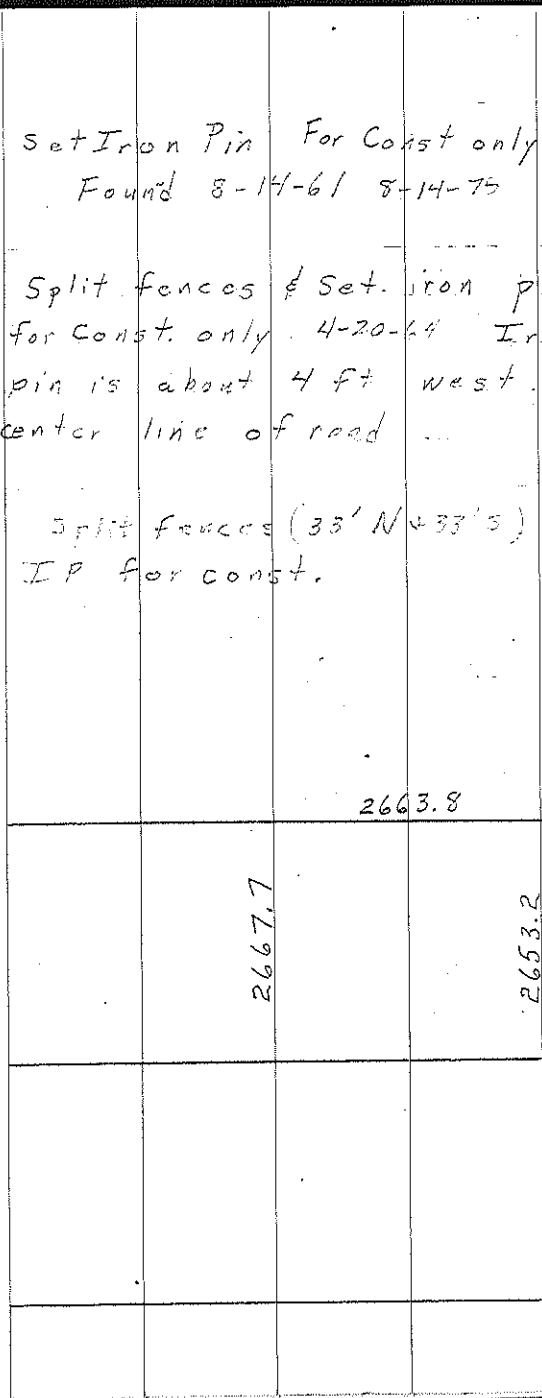 Set Iron Pin For Const only
Found 8-14-61 8-14-75
Split fences & Set. iron p
for Const. only. 4-20-64 Ir
pin is about 4 ft west.
center line of road
Split fences (33' N + 33' S)
IP for const.
2663.8
2667.7
2653.2